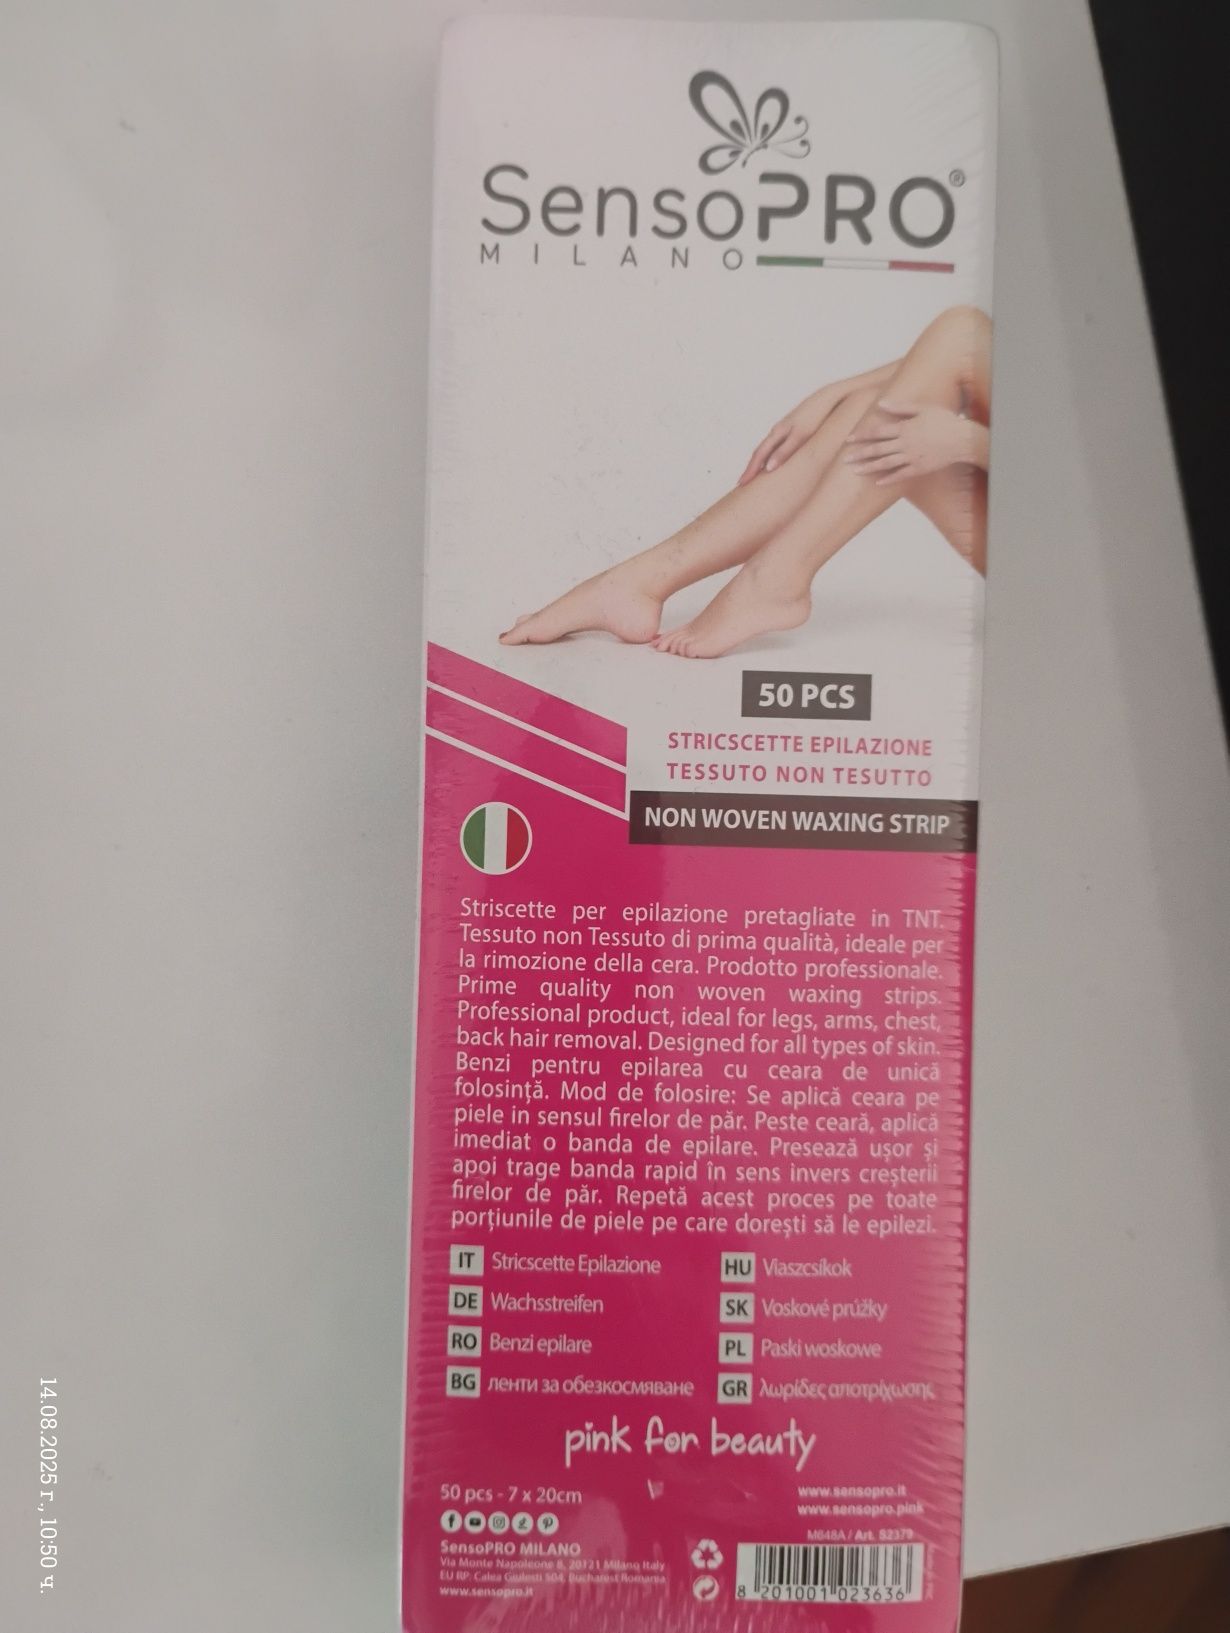 SensoPRO®
MILANO
50 PCS
STRICSCETTE EPILAZIONE
TESSUTO NON TESUTTO
NON WOVEN WAXING STRIP
Striscette per epilazione pretagliate in TNT.
Tessuto non Tessuto di prima qualità, ideale per
la rimozione della cera. Prodotto professionale.
Prime quality non woven waxing strips.
Professional product, ideal for legs, arms, chest,
back hair removal. Designed for all types of skin.
Benzi pentru epilarea cu ceara de unică
folosință. Mod de folosire: Se aplică ceara pe
piele in sensul firelor de păr. Peste ceară, aplică
imediat o banda de epilare. Presează ușor și
apoi trage banda rapid în sens invers creșterii
firelor de păr. Repetă acest proces pe toate
porțiunile de piele pe care dorești să le epilezi.
IT Stricscette Epilazione
DE Wachsstreifen
RO Benzi epilare
BG ленти за обезкосмяване
HU Viaszcsíkok
SK Voskové prúžky
PL Paski woskowe
GR λωρίδες αποτρίχωσης
pink for beauty
50 pcs - 7 x 20cm
SensoPRO MILANO
Via Monte Napoleone 8, 20121 Milano Italy
EU RP: Calea Giulesti 504, Bucharest Romania
www.sensopro.it
www.sensopro.it
www.sensopro.pink
M648A / Art. S2379
8 201001 023636
14.08.2025 г., 10:50 ч.